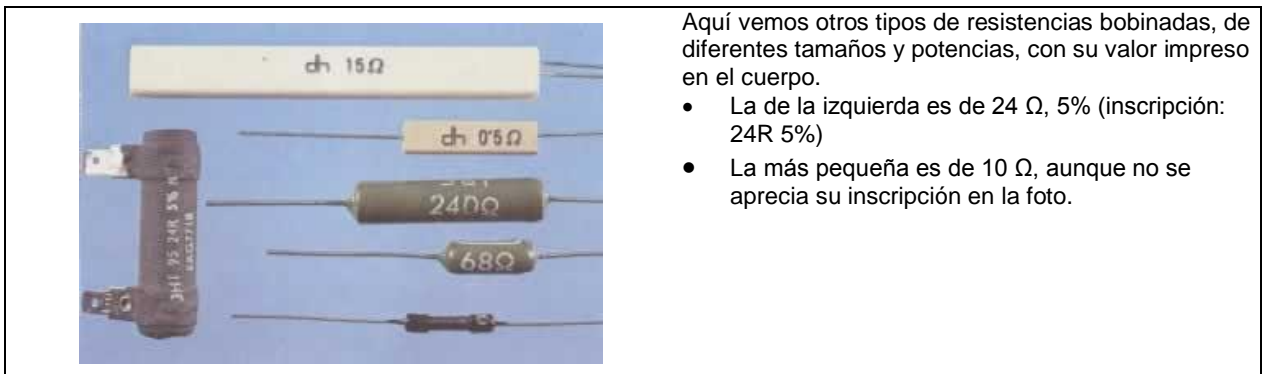 dh 15Ω
dh 0'5Ω
240Ω
68Ω
24R 5%
Aquí vemos otros tipos de resistencias bobinadas, de
diferentes tamaños y potencias, con su valor impreso
en el cuerpo.
• La de la izquierda es de 24 Ω, 5% (inscripción:
24R 5%)
• La más pequeña es de 10 Ω, aunque no se
aprecia su inscripción en la foto.